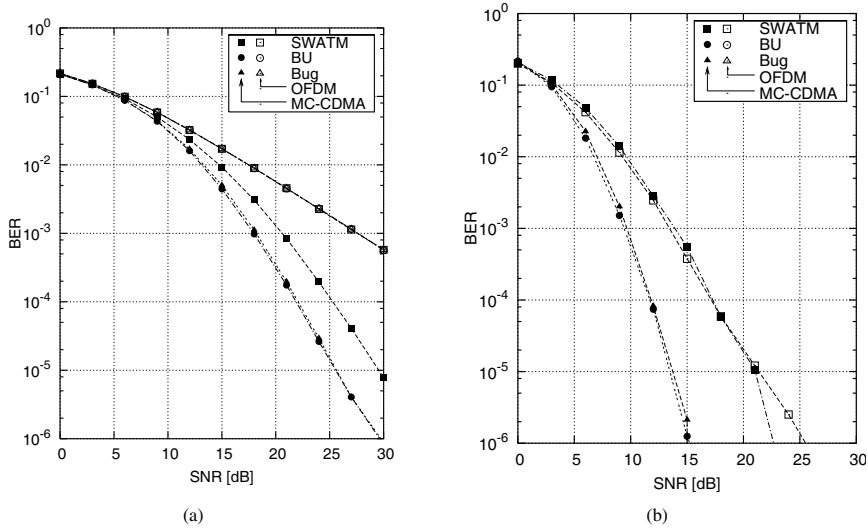 10^0
10^-1
10^-2
10^-3
10^-4
10^-5
10^-6
BER
0 5 10 15 20 25 30
SNR [dB]
SWATM
BU
Bug
OFDM
MC-CDMA
(a)
10^0
10^-1
10^-2
10^-3
10^-4
10^-5
10^-6
BER
0 5 10 15 20 25 30
SNR [dB]
SWATM
BU
Bug
OFDM
MC-CDMA
(b)